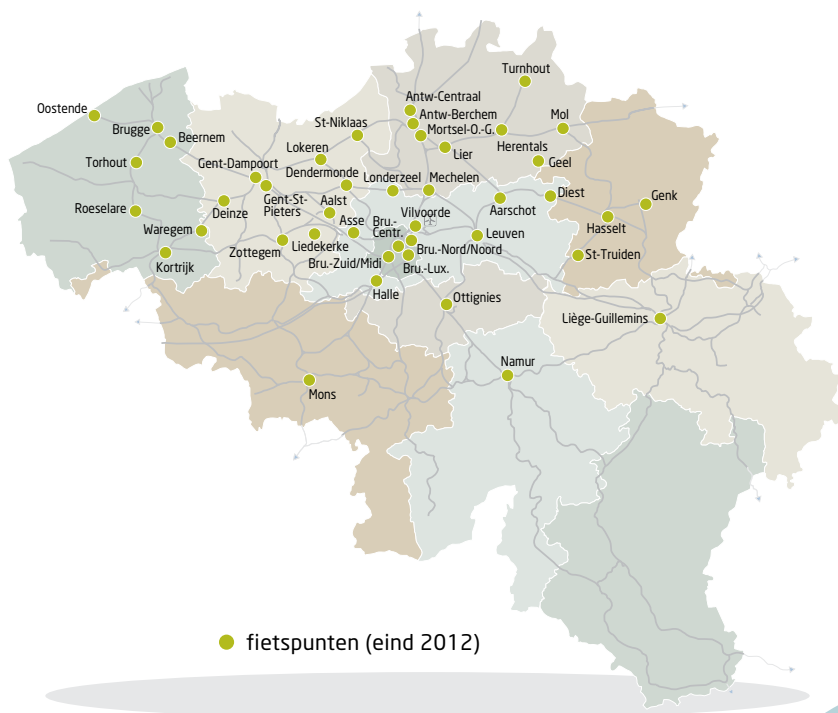 Turnhout
Oostende
Antw-Centraal
Antw-Berchem
St-Niklaas
Mol
Brugge
Mortsel-O.-G.
Beernem
Lokeren
Herentals
Lier
Torhout
Gent-Dampoort
Geel
Dendermonde
Londerzeel
Mechelen
Diest
Genk
Roeselare
Gent-St-
Pieters
Aalst
Deinze
Aarschot
Vilvoorde
Asse
Bru.-
Centr.
Hasselt
Waregem
Leuven
Liedekerke
Zottegem
Bru.-Nord/Noord
Kortrijk
St-Truiden
Bru.-Zuid/Midi
Bru.-Lux.
Halle
Ottignies
Liège-Guillemins
Namur
Mons
fietspunten (eind 2012)